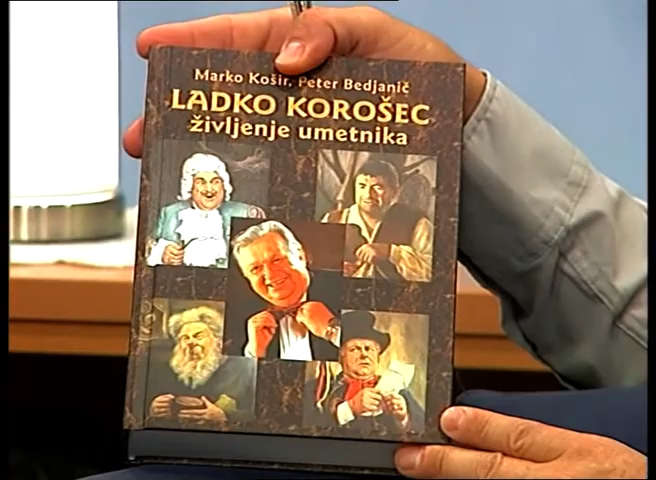 Marko Košir, Peter Bedjanič
LADKO KOROŠEC
življenje umetnika